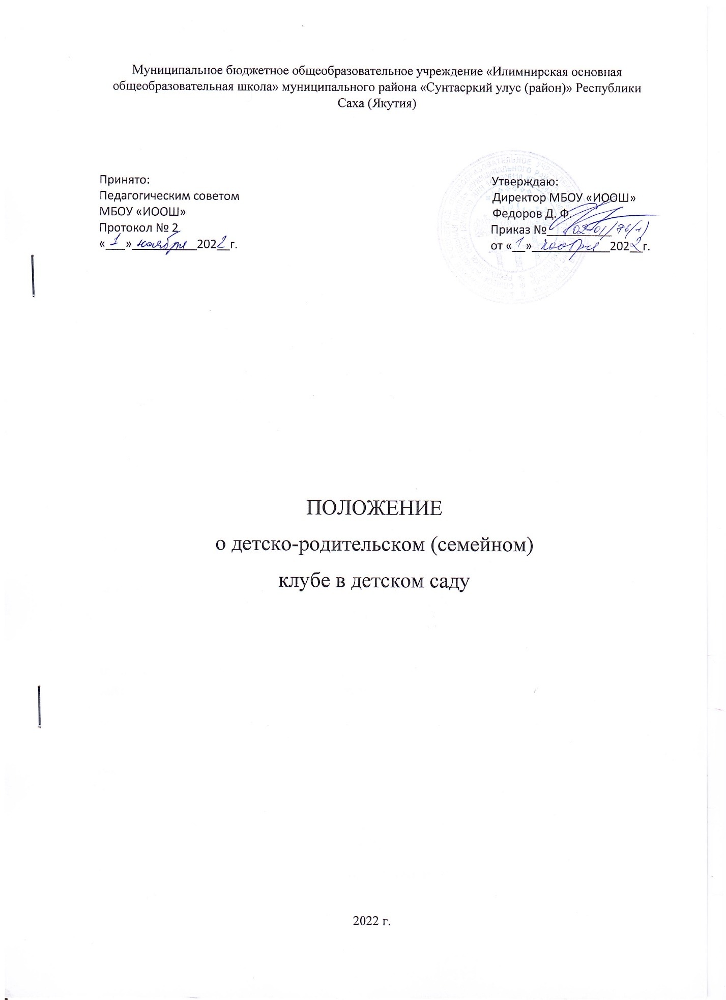 Муниципальное бюджетное общеобразовательное учреждение «Илимнирская основная
общеобразовательная школа» муниципального района «Сунтасркий улус (район)» Республики
Саха (Якутия)
Принято:
Педагогическим советом
МБОУ «ИООШ»
Протокол № 2
«_1_» ноября 2022 г.
Утверждаю:
Директор МБОУ «ИООШ»
Федоров Д. Ф.
Приказ № 02-01/76(1)
от «1» ноября 2022 г.
ПОЛОЖЕНИЕ
о детско-родительском (семейном)
клубе в детском саду
2022 г.